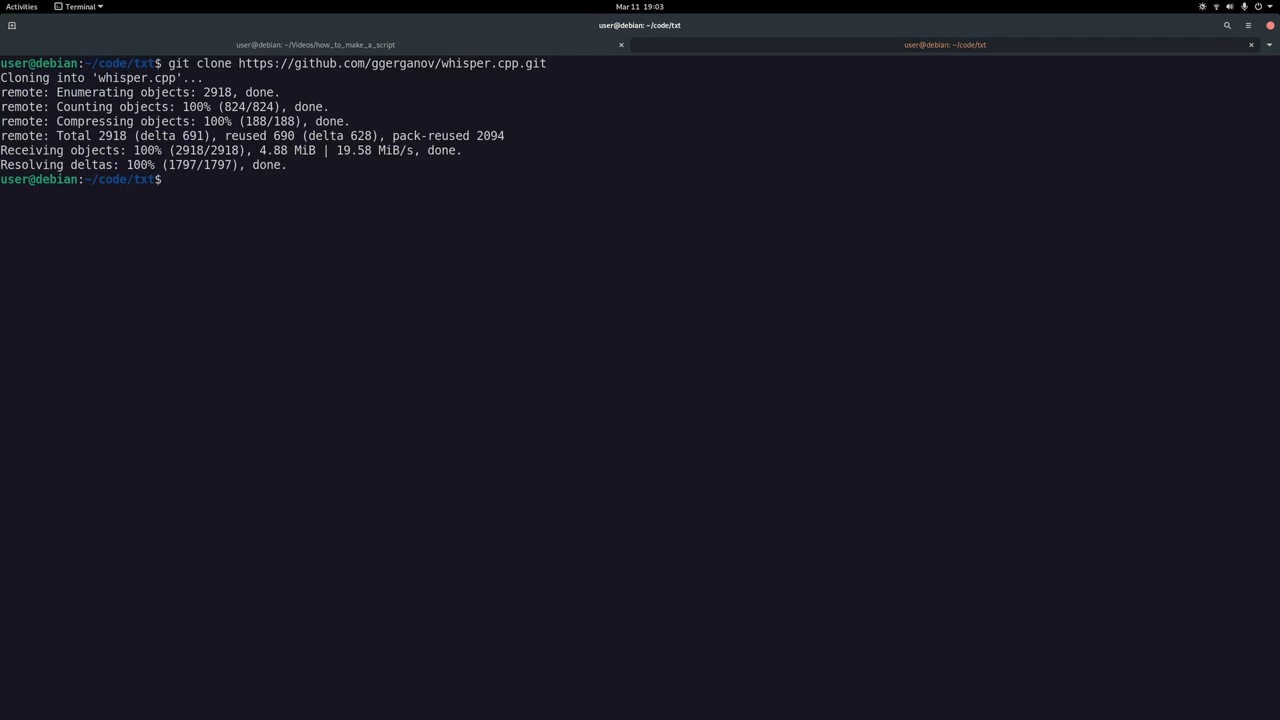 Activities Terminal Mar 11 19:03
user@debian: ~/code/txt
user@debian: ~/Videos/how_to_make_a_script × user@debian: ~/code/txt ×
user@debian:~/code/txt$ git clone https://github.com/ggerganov/whisper.cpp.git
Cloning into 'whisper.cpp'...
remote: Enumerating objects: 2918, done.
remote: Counting objects: 100% (824/824), done.
remote: Compressing objects: 100% (188/188), done.
remote: Total 2918 (delta 691), reused 690 (delta 628), pack-reused 2094
Receiving objects: 100% (2918/2918), 4.88 MiB | 19.58 MiB/s, done.
Resolving deltas: 100% (1797/1797), done.
user@debian:~/code/txt$